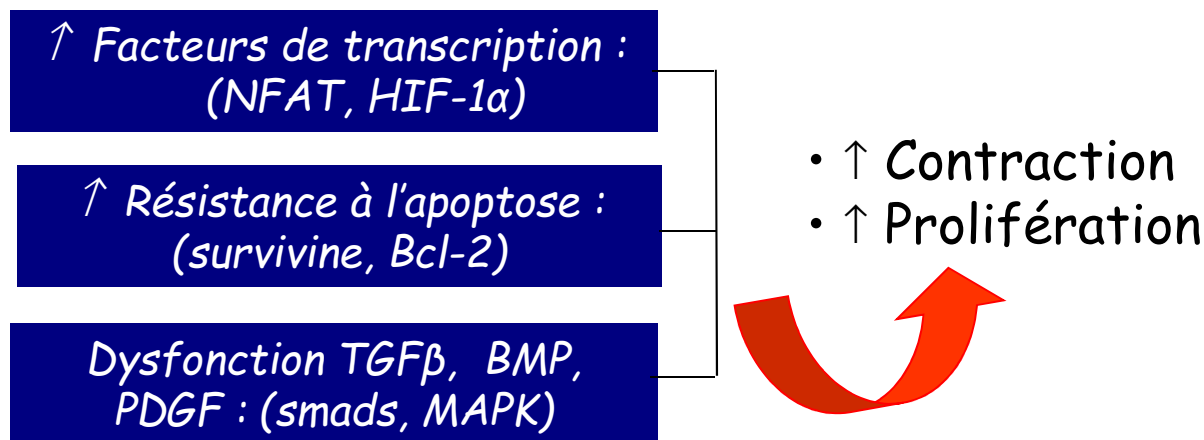 ↑ Facteurs de transcription :
(NFAT, HIF-1α)
↑ Résistance à l’apoptose :
(survivine, Bcl-2)
Dysfonction TGFβ, BMP,
PDGF : (smads, MAPK)
• ↑ Contraction
• ↑ Prolifération